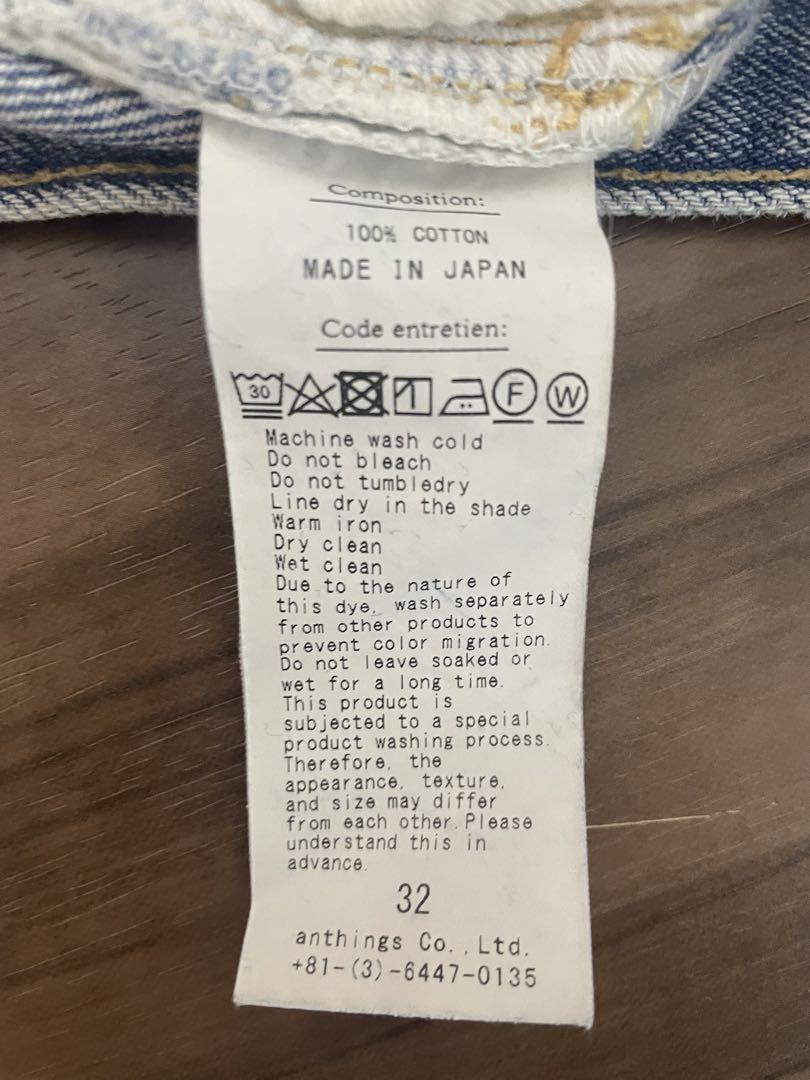 Composition:
100% COTTON
MADE IN JAPAN
Code entretien:
30 F W
Machine wash cold
Do not bleach
Do not tumbledry
Line dry in the shade
Warm iron
Dry clean
Wet clean
Due to the nature of
this dye, wash separately
from other products to
prevent color migration.
Do not leave soaked or
wet for a long time.
This product is
subjected to a special
product washing process.
Therefore, the
appearance, texture,
and size may differ
from each other.Please
understand this in
advance.
32
anthings Co.,Ltd.
+81-(3)-6447-0135